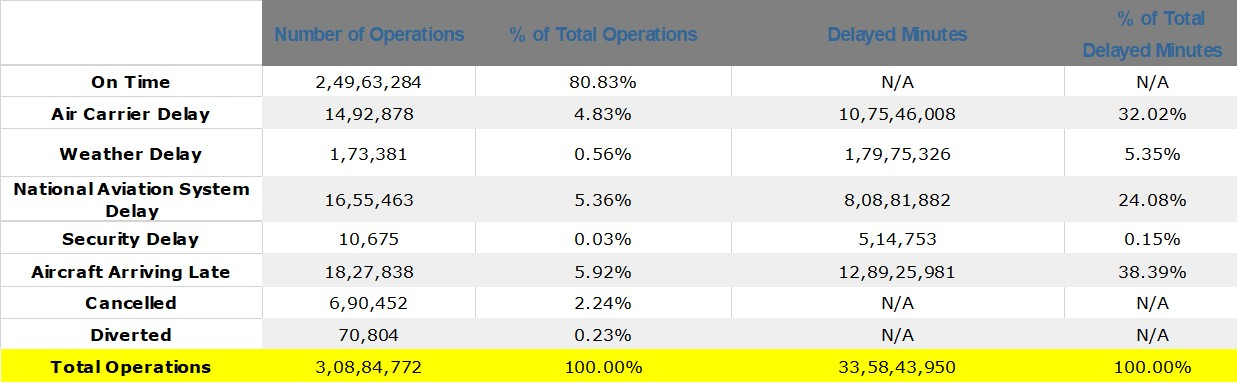 Number of Operations % of Total Operations Delayed Minutes % of Total
Delayed Minutes
On Time 2,49,63,284 80.83% N/A N/A
Air Carrier Delay 14,92,878 4.83% 10,75,46,008 32.02%
Weather Delay 1,73,381 0.56% 1,79,75,326 5.35%
National Aviation System
Delay 16,55,463 5.36% 8,08,81,882 24.08%
Security Delay 10,675 0.03% 5,14,753 0.15%
Aircraft Arriving Late 18,27,838 5.92% 12,89,25,981 38.39%
Cancelled 6,90,452 2.24% N/A N/A
Diverted 70,804 0.23% N/A N/A
Total Operations 3,08,84,772 100.00% 33,58,43,950 100.00%